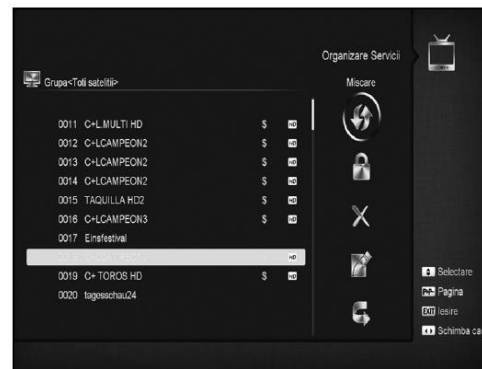 Organizare Servicii
Grupa<Toti satelitii>
Miscare
0011 C+L.MULTI HD $ HD
0012 C+LCAMPEON2 $ HD
0013 C+LCAMPEON2 $ HD
0014 C+LCAMPEON2 $ HD
0015 TAQUILLA HD2 $ HD
0016 C+LCAMPEON3 $ HD
0017 Einsfestival
HD
0019 C+ TOROS HD $ HD
0020 tagesschau24
Selectare
P-/P+ Pagina
EXIT Iesire
Schimba ca